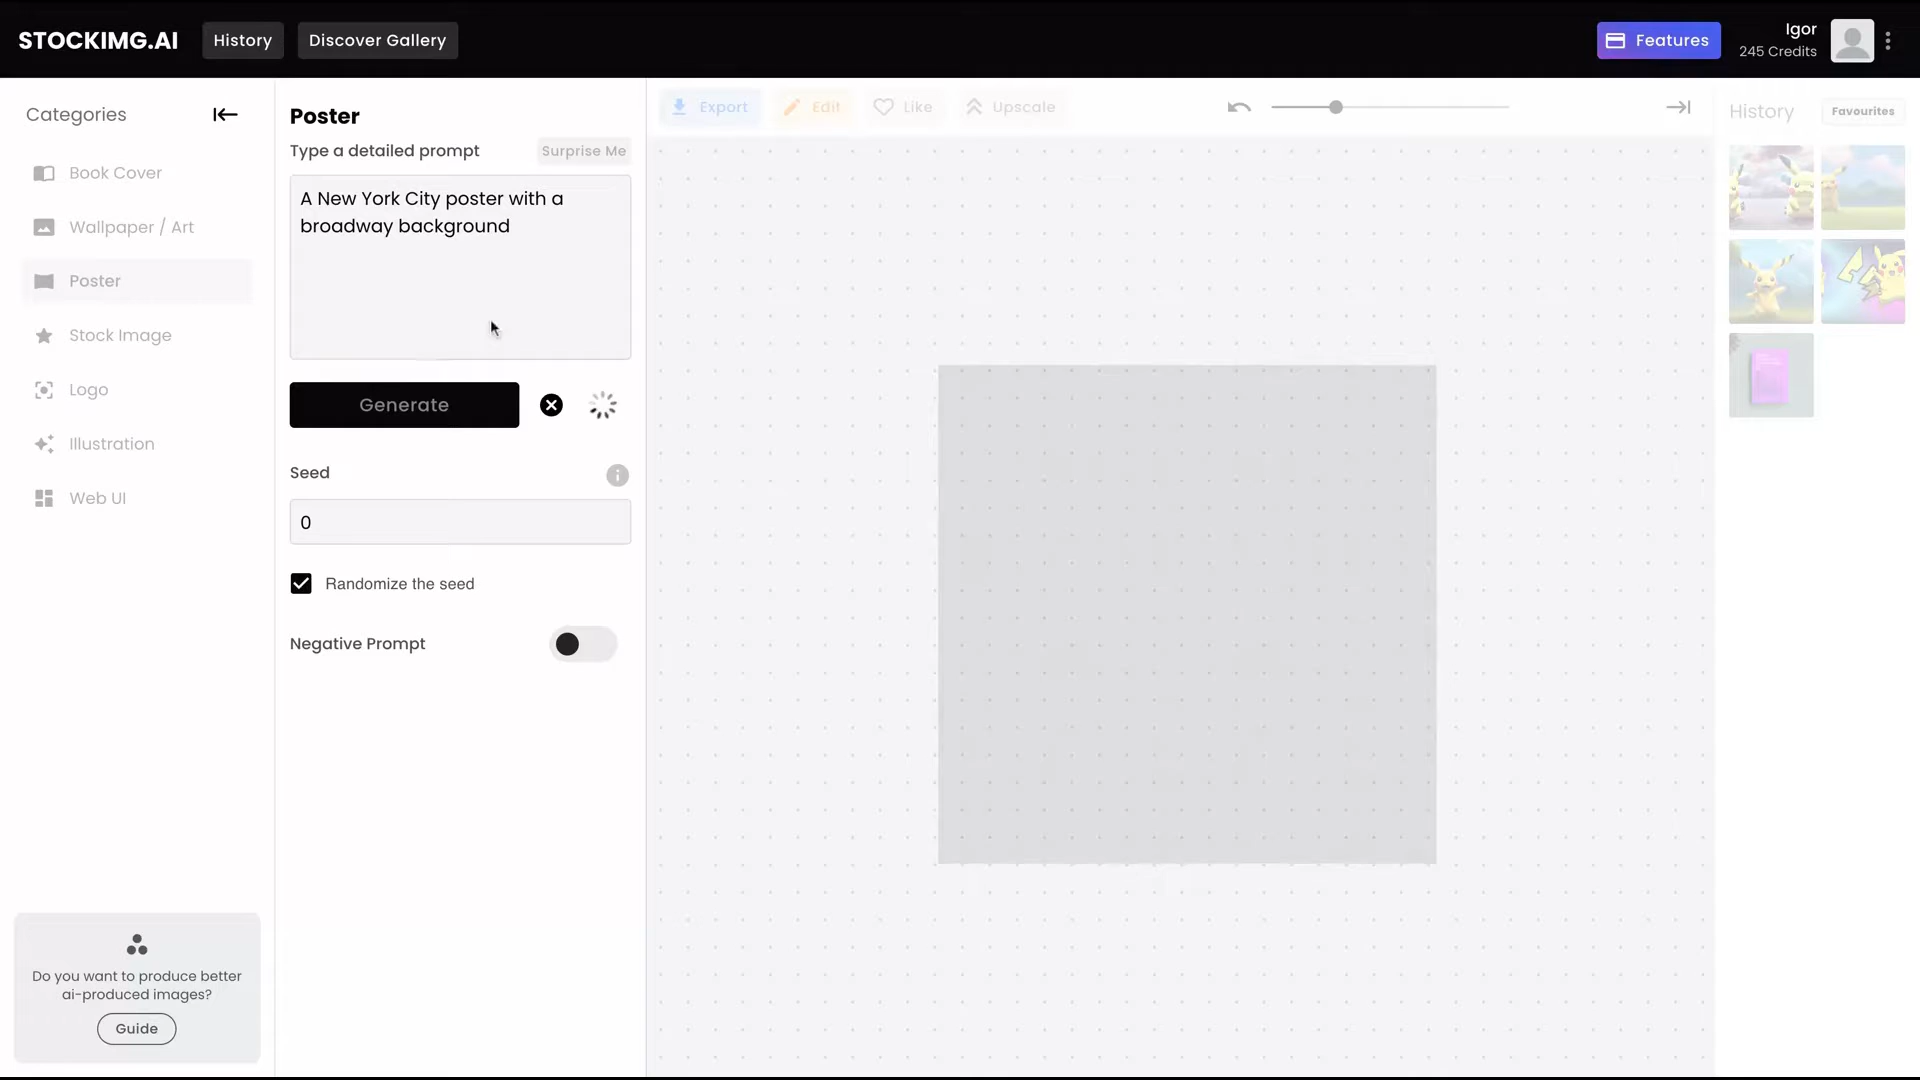 STOCKIMG.AI
History
Discover Gallery
Features
Igor
245 Credits
Categories
Book Cover
Wallpaper / Art
Poster
Stock Image
Logo
Illustration
Web UI
Do you want to produce better
ai-produced images?
Guide
Poster
Type a detailed prompt
Surprise Me
A New York City poster with a
broadway background
Generate
Seed
0
Randomize the seed
Negative Prompt
Export
Edit
Like
Upscale
History
Favourites